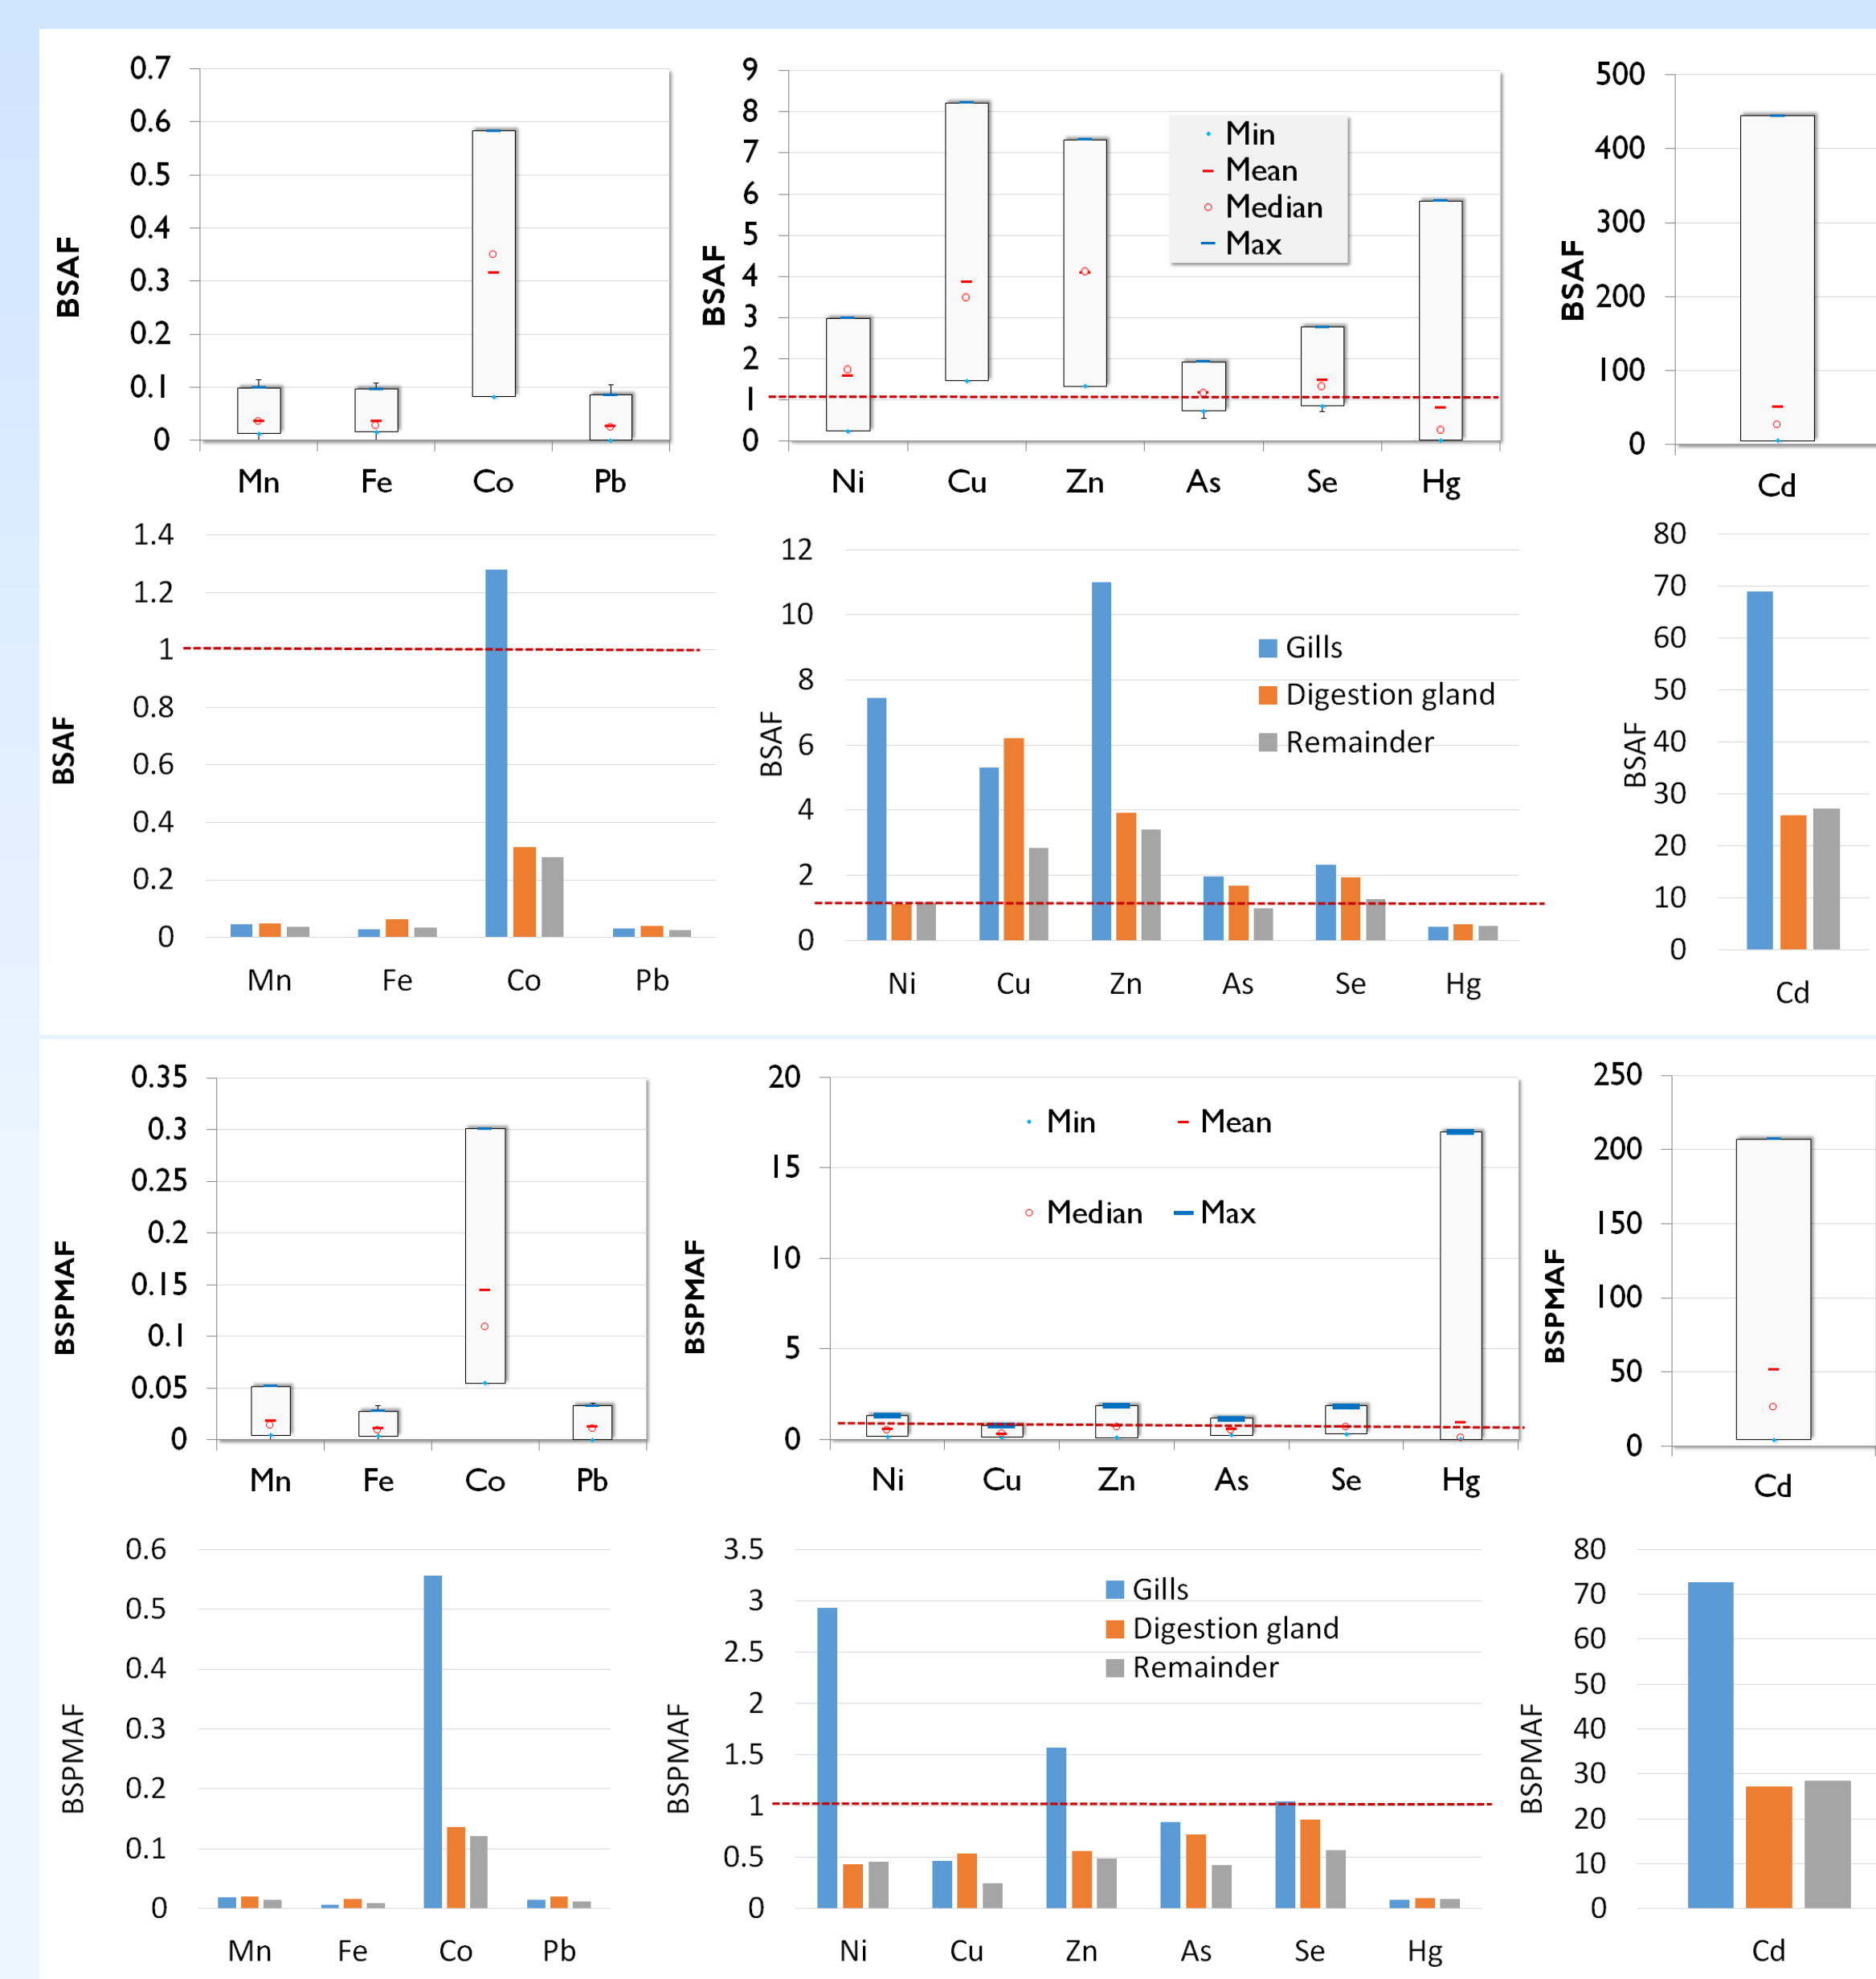 BSAF
0.7
0.6
0.5
0.4
0.3
0.2
0.1
0
Mn Fe Co Pb
BSAF
9
8
7
6
5
4
3
2
1
0
Min
Mean
Median
Max
Ni Cu Zn As Se Hg
BSAF
500
400
300
200
100
0
Cd
BSAF
1.4
1.2
1
0.8
0.6
0.4
0.2
0
Mn Fe Co Pb
BSAF
12
10
8
6
4
2
0
Gills
Digestion gland
Remainder
Ni Cu Zn As Se Hg
BSAF
80
70
60
50
40
30
20
10
0
Cd
BSPMAF
0.35
0.3
0.25
0.2
0.15
0.1
0.05
0
Mn Fe Co Pb
BSPMAF
20
15
10
5
0
Min Mean
Median Max
Ni Cu Zn As Se Hg
BSPMAF
250
200
150
100
50
0
Cd
BSPMAF
0.6
0.5
0.4
0.3
0.2
0.1
0
Mn Fe Co Pb
BSPMAF
3.5
3
2.5
2
1.5
1
0.5
0
Gills
Digestion gland
Remainder
Ni Cu Zn As Se Hg
BSPMAF
80
70
60
50
40
30
20
10
0
Cd